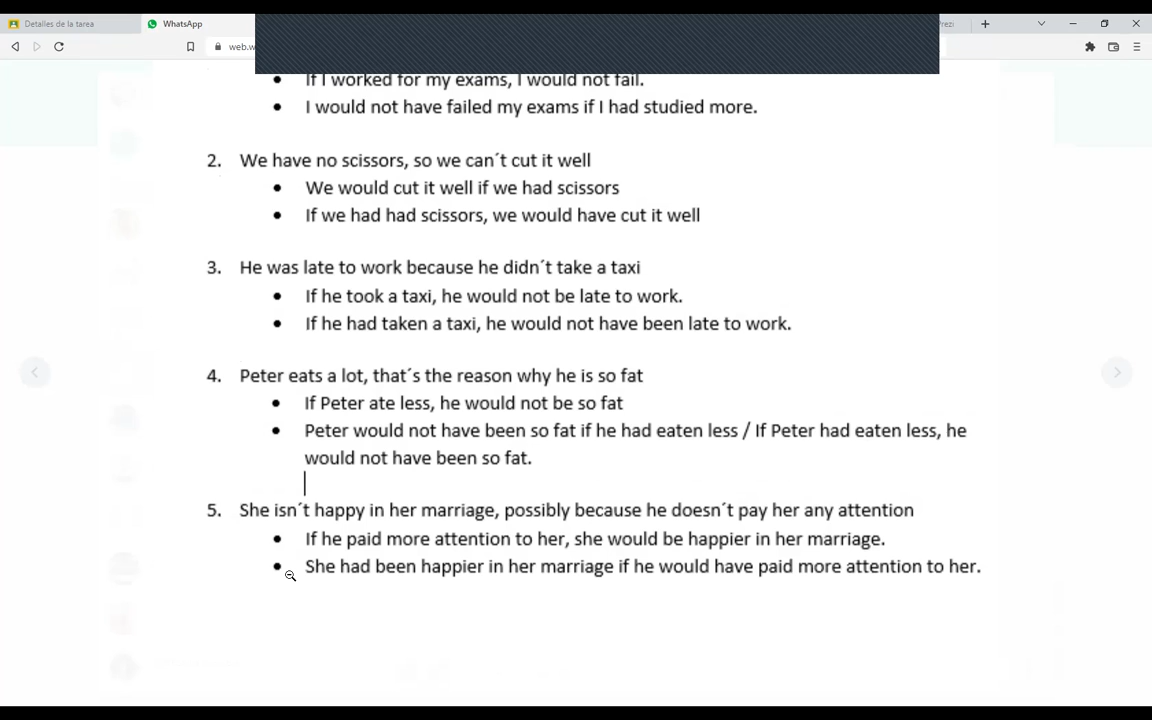 Detalles de la tarea
WhatsApp
web.w
If I worked for my exams, I would not fail.
I would not have failed my exams if I had studied more.
2. We have no scissors, so we can´t cut it well
We would cut it well if we had scissors
If we had had scissors, we would have cut it well
3. He was late to work because he didn´t take a taxi
If he took a taxi, he would not be late to work.
If he had taken a taxi, he would not have been late to work.
4. Peter eats a lot, that´s the reason why he is so fat
If Peter ate less, he would not be so fat
Peter would not have been so fat if he had eaten less / If Peter had eaten less, he
would not have been so fat.
5. She isn´t happy in her marriage, possibly because he doesn´t pay her any attention
If he paid more attention to her, she would be happier in her marriage.
She had been happier in her marriage if he would have paid more attention to her.